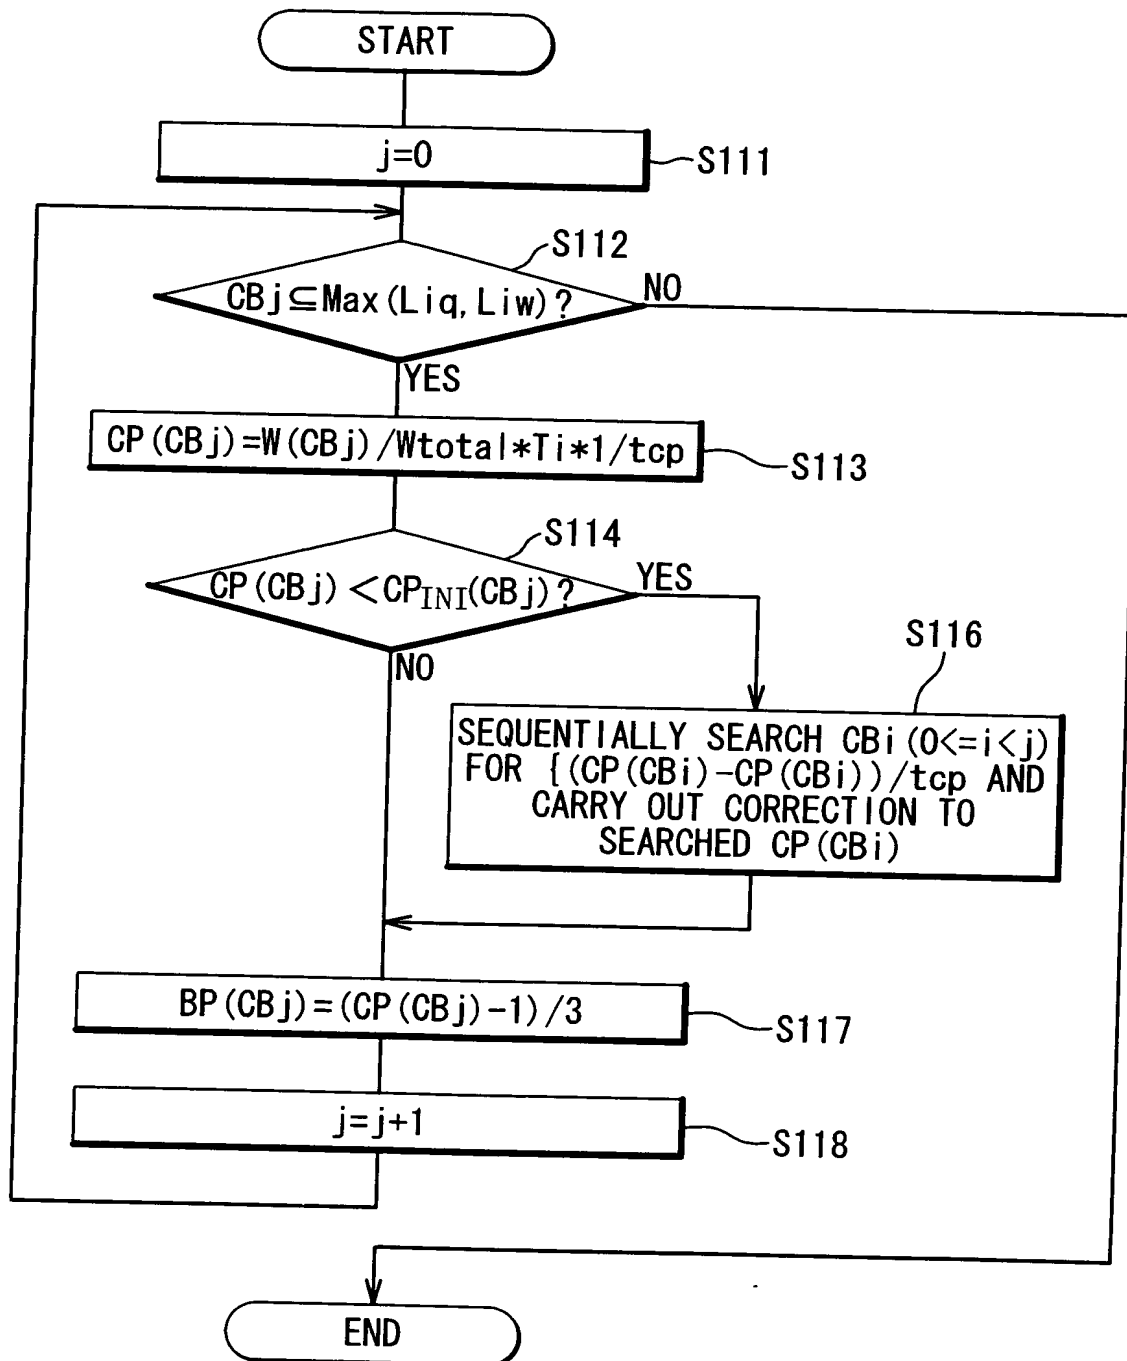 START
j=0
S111
S112
CBj≦Max(Liq,Liw)?
NO
YES
CP(CBj)=W(CBj)/Wtotal*Ti*1/tcp
S113
S114
CP(CBj)<CPINI(CBj)?
YES
NO
S116
SEQUENTIALLY SEARCH CBi(0<=i<j)
FOR {(CP(CBi)-CP(CBi))/tcp AND
CARRY OUT CORRECTION TO
SEARCHED CP(CBi)
BP(CBj)=(CP(CBj)-1)/3
S117
j=j+1
S118
END